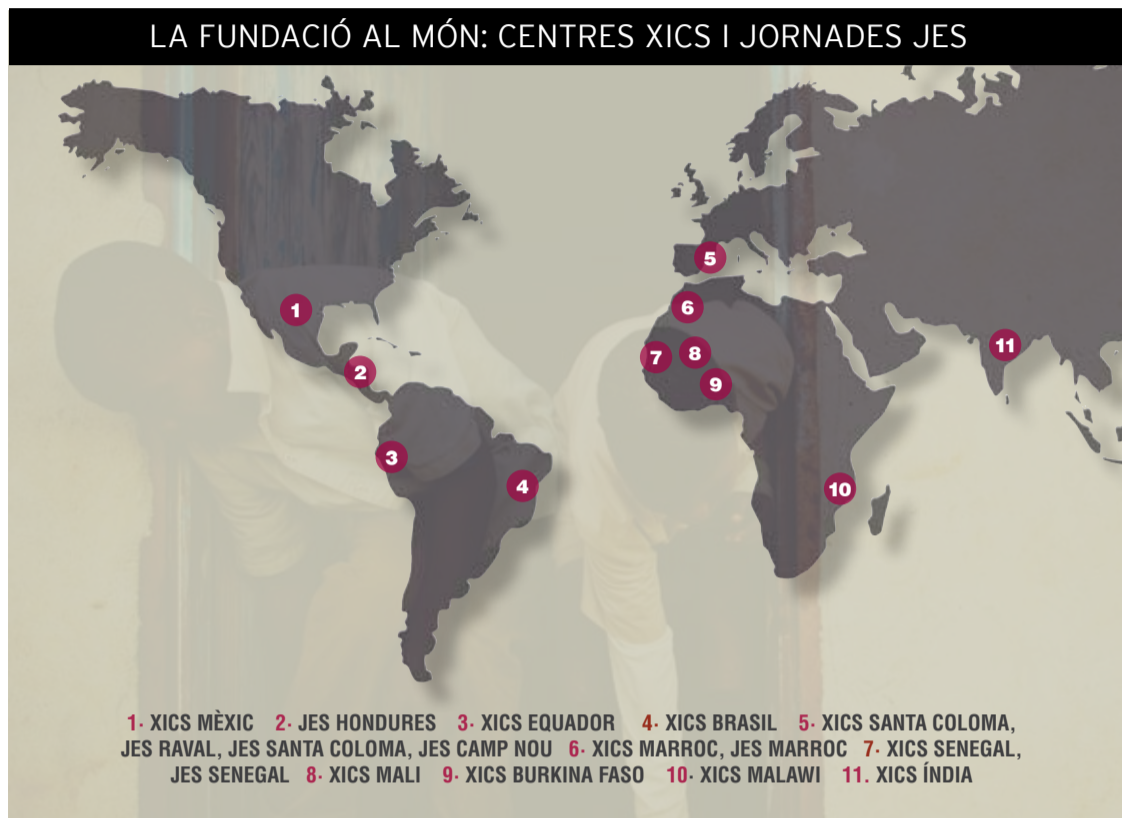 LA FUNDACIÓ AL MÓN: CENTRES XICS I JORNADES JES
1
2
3
4
5
6
7
8
9
10
11
1· XICS MÈXIC 2· JES HONDURES 3· XICS EQUADOR 4· XICS BRASIL 5· XICS SANTA COLOMA,
JES RAVAL, JES SANTA COLOMA, JES CAMP NOU 6· XICS MARROC, JES MARROC 7· XICS SENEGAL,
JES SENEGAL 8· XICS MALI 9· XICS BURKINA FASO 10· XICS MALAWI 11. XICS ÍNDIA